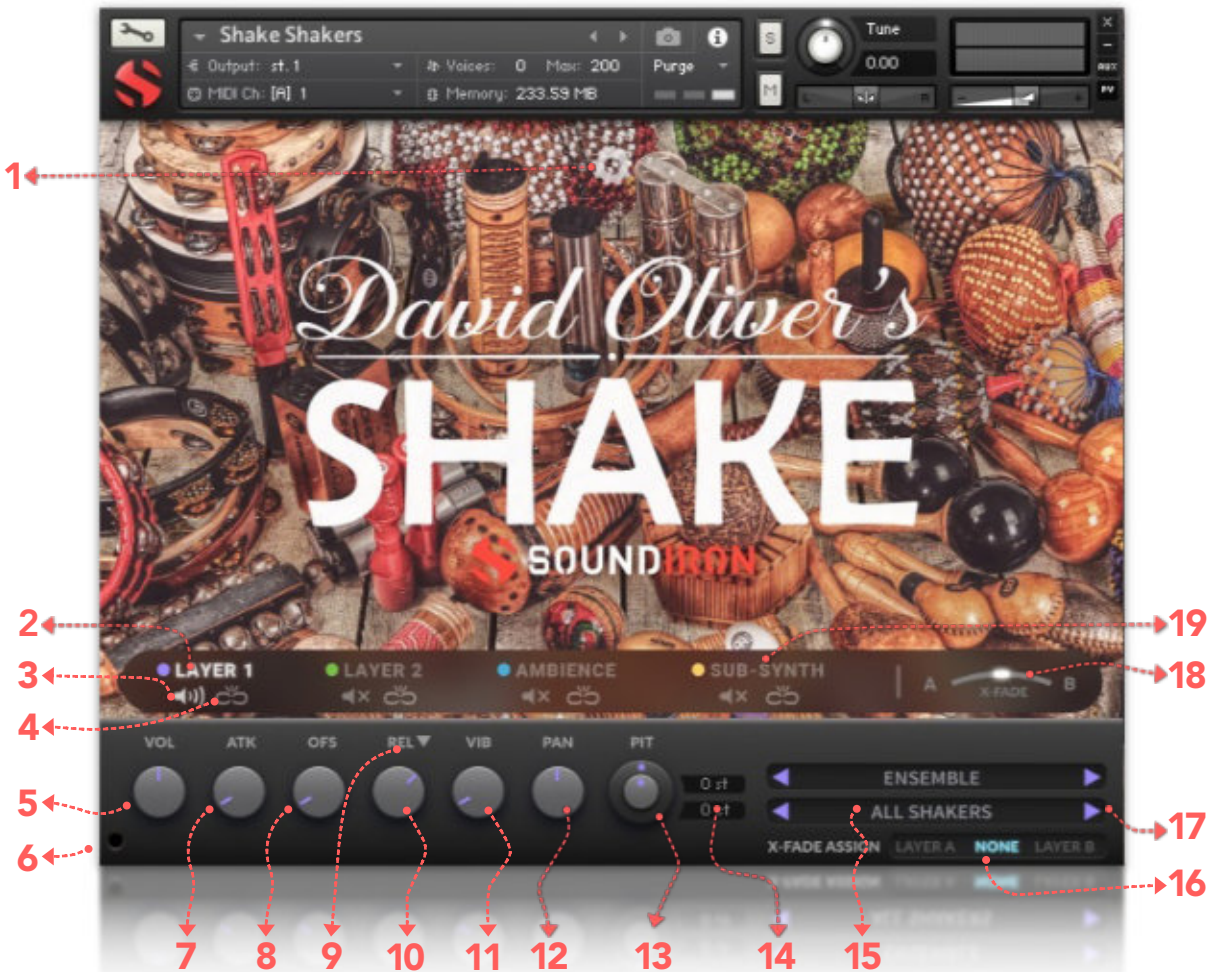 Shake Shakers
Output: st.1
Voices: 0 Max: 200
Purge
MIDI Ch: [A] 1
Memory: 233.59 MB
S
M
Tune
0.00
L
R
-
+
×
-
AUX
PV
1
David Oliver's
SHAKE
SOUNDIRON
2
3
4
19
18
LAYER 1
LAYER 2
AMBIENCE
SUB-SYNTH
A
X-FADE
B
VOL
ATK
OFS
REL
VIB
PAN
PIT
0 st
0 st
ENSEMBLE
ALL SHAKERS
X-FADE ASSIGN
LAYER A
NONE
LAYER B
5
6
17
16
7
8
9
10
11
12
13
14
15